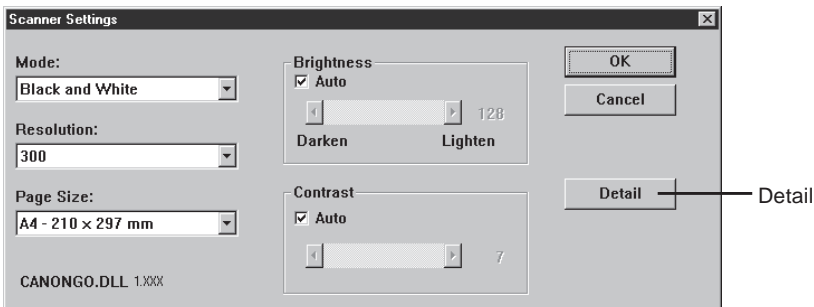 Scanner Settings
Mode:
Black and White
Resolution:
300
Page Size:
A4 - 210 x 297 mm
CANONGO.DLL 1.XXX
Brightness
Auto
128
Darken Lighten
Contrast
Auto
7
OK
Cancel
Detail
Detail